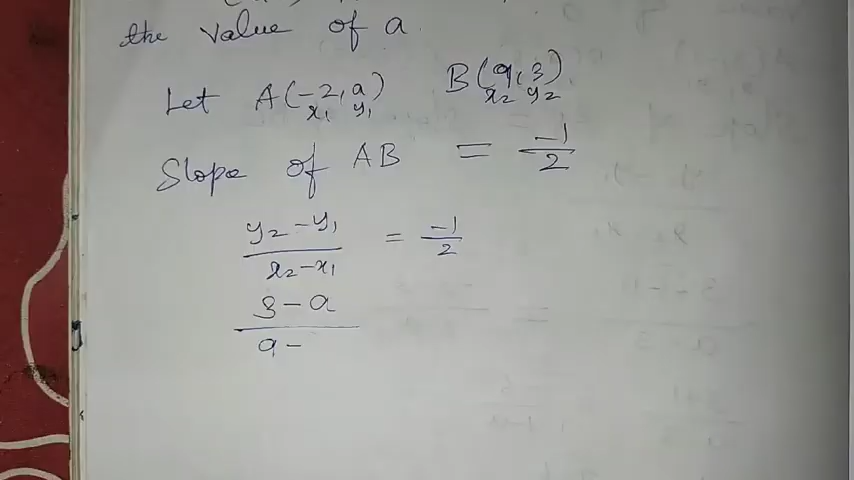 the value of a.
Let A(-2, a) B(9, 3)
x₁ y₁ x₂ y₂
Slope of AB = -1/2
y₂ - y₁ / x₂ - x₁ = -1/2
3 - a / 9 -